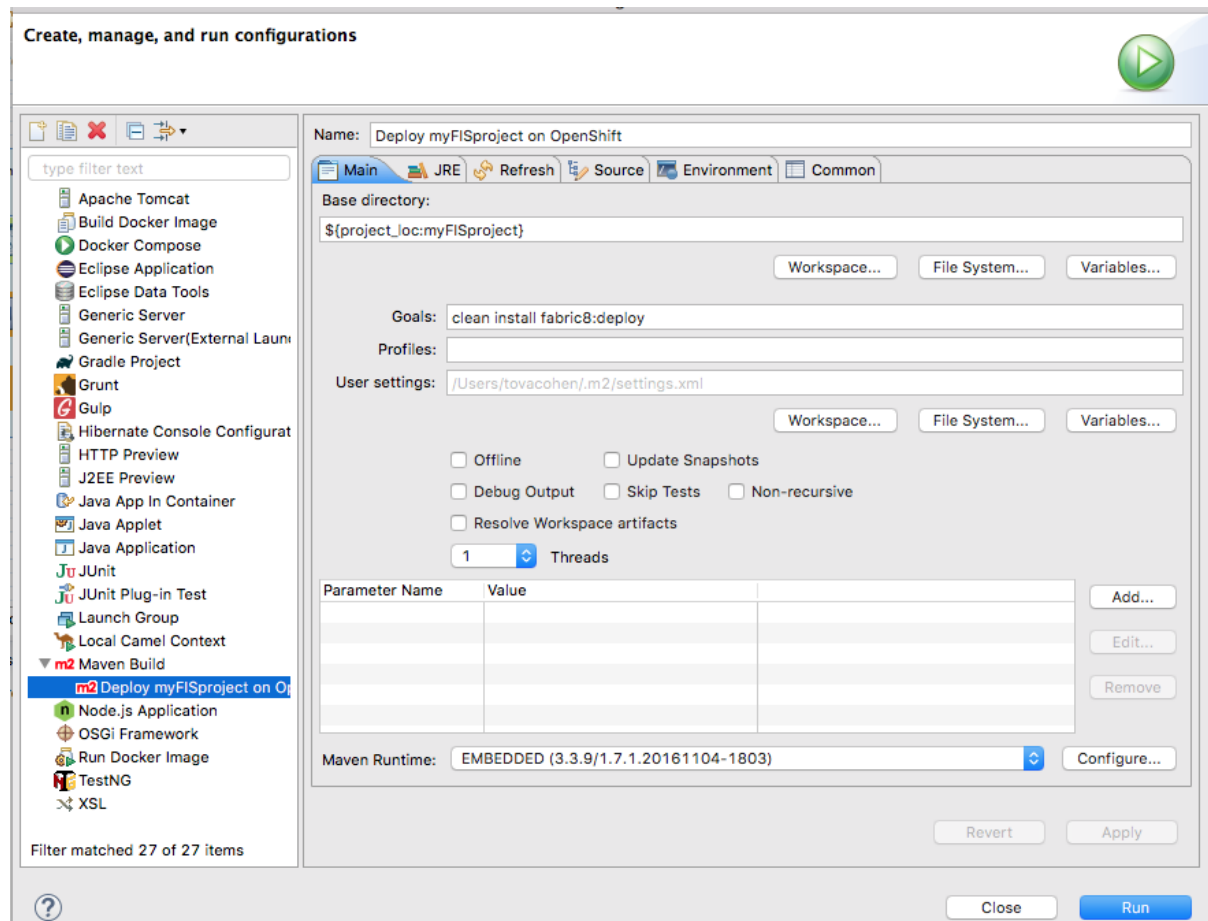 Create, manage, and run configurations
Name: Deploy myFISproject on OpenShift
type filter text
Apache Tomcat
Build Docker Image
Docker Compose
Eclipse Application
Eclipse Data Tools
Generic Server
Generic Server(External Laun
Gradle Project
Grunt
Gulp
Hibernate Console Configurat
HTTP Preview
J2EE Preview
Java App In Container
Java Applet
Java Application
JUnit
JUnit Plug-in Test
Launch Group
Local Camel Context
m2 Maven Build
m2 Deploy myFISproject on Op
Node.js Application
OSGi Framework
Run Docker Image
TestNG
XSL
Filter matched 27 of 27 items
Main JRE Refresh Source Environment Common
Base directory:
${project_loc:myFISproject}
Workspace... File System... Variables...
Goals: clean install fabric8:deploy
Profiles:
User settings: /Users/tovacohen/.m2/settings.xml
Workspace... File System... Variables...
Offline Update Snapshots
Debug Output Skip Tests Non-recursive
Resolve Workspace artifacts
1 Threads
Parameter Name Value
Add...
Edit...
Remove
Maven Runtime: EMBEDDED (3.3.9/1.7.1.20161104-1803) Configure...
Revert Apply
? Close Run